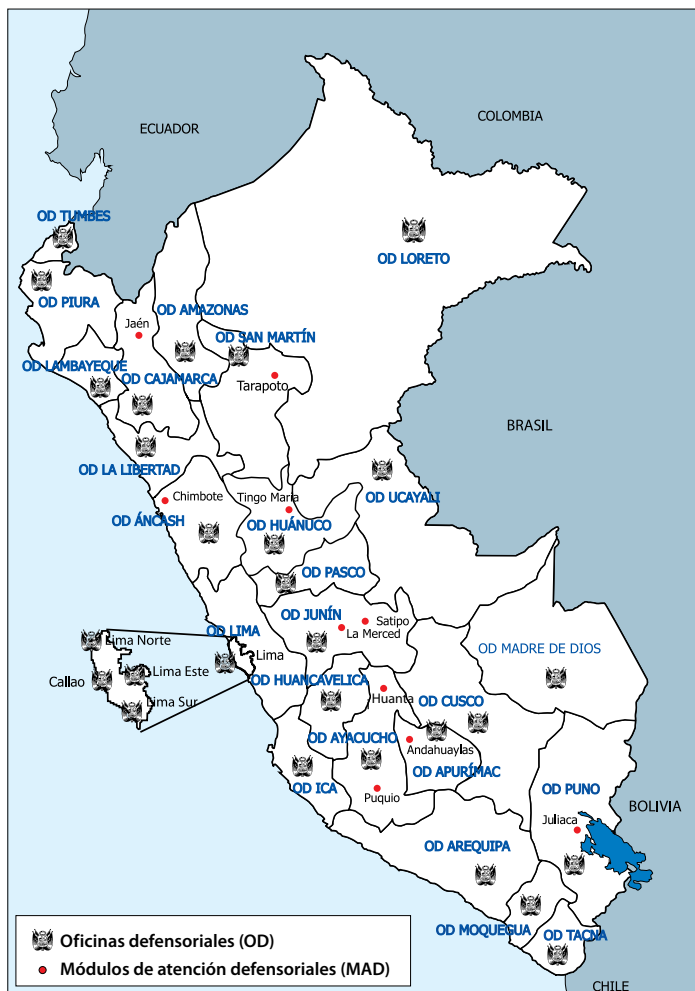 COLOMBIA
ECUADOR
OD TUMBES
OD LORETO
OD PIURA
OD AMAZONAS
Jaén
OD SAN MARTÍN
OD LAMBAYEQUE
OD CAJAMARCA
Tarapoto
BRASIL
OD LA LIBERTAD
Chimbote
Tingo María
OD UCAYALI
OD ÁNCASH
OD HUÁNUCO
OD PASCO
OD JUNÍN
Satipo
La Merced
OD LIMA
Lima Norte
Lima
OD MADRE DE DIOS
Lima Este
Callao
OD HUANCAVELICA
Huanta
OD CUSCO
Lima Sur
OD AYACUCHO
Andahuaylas
OD APURÍMAC
OD ICA
Puquio
OD PUNO
BOLIVIA
Juliaca
OD AREQUIPA
OD MOQUEGUA
OD TACNA
Oficinas defensoriales (OD)
Módulos de atención defensoriales (MAD)
CHILE